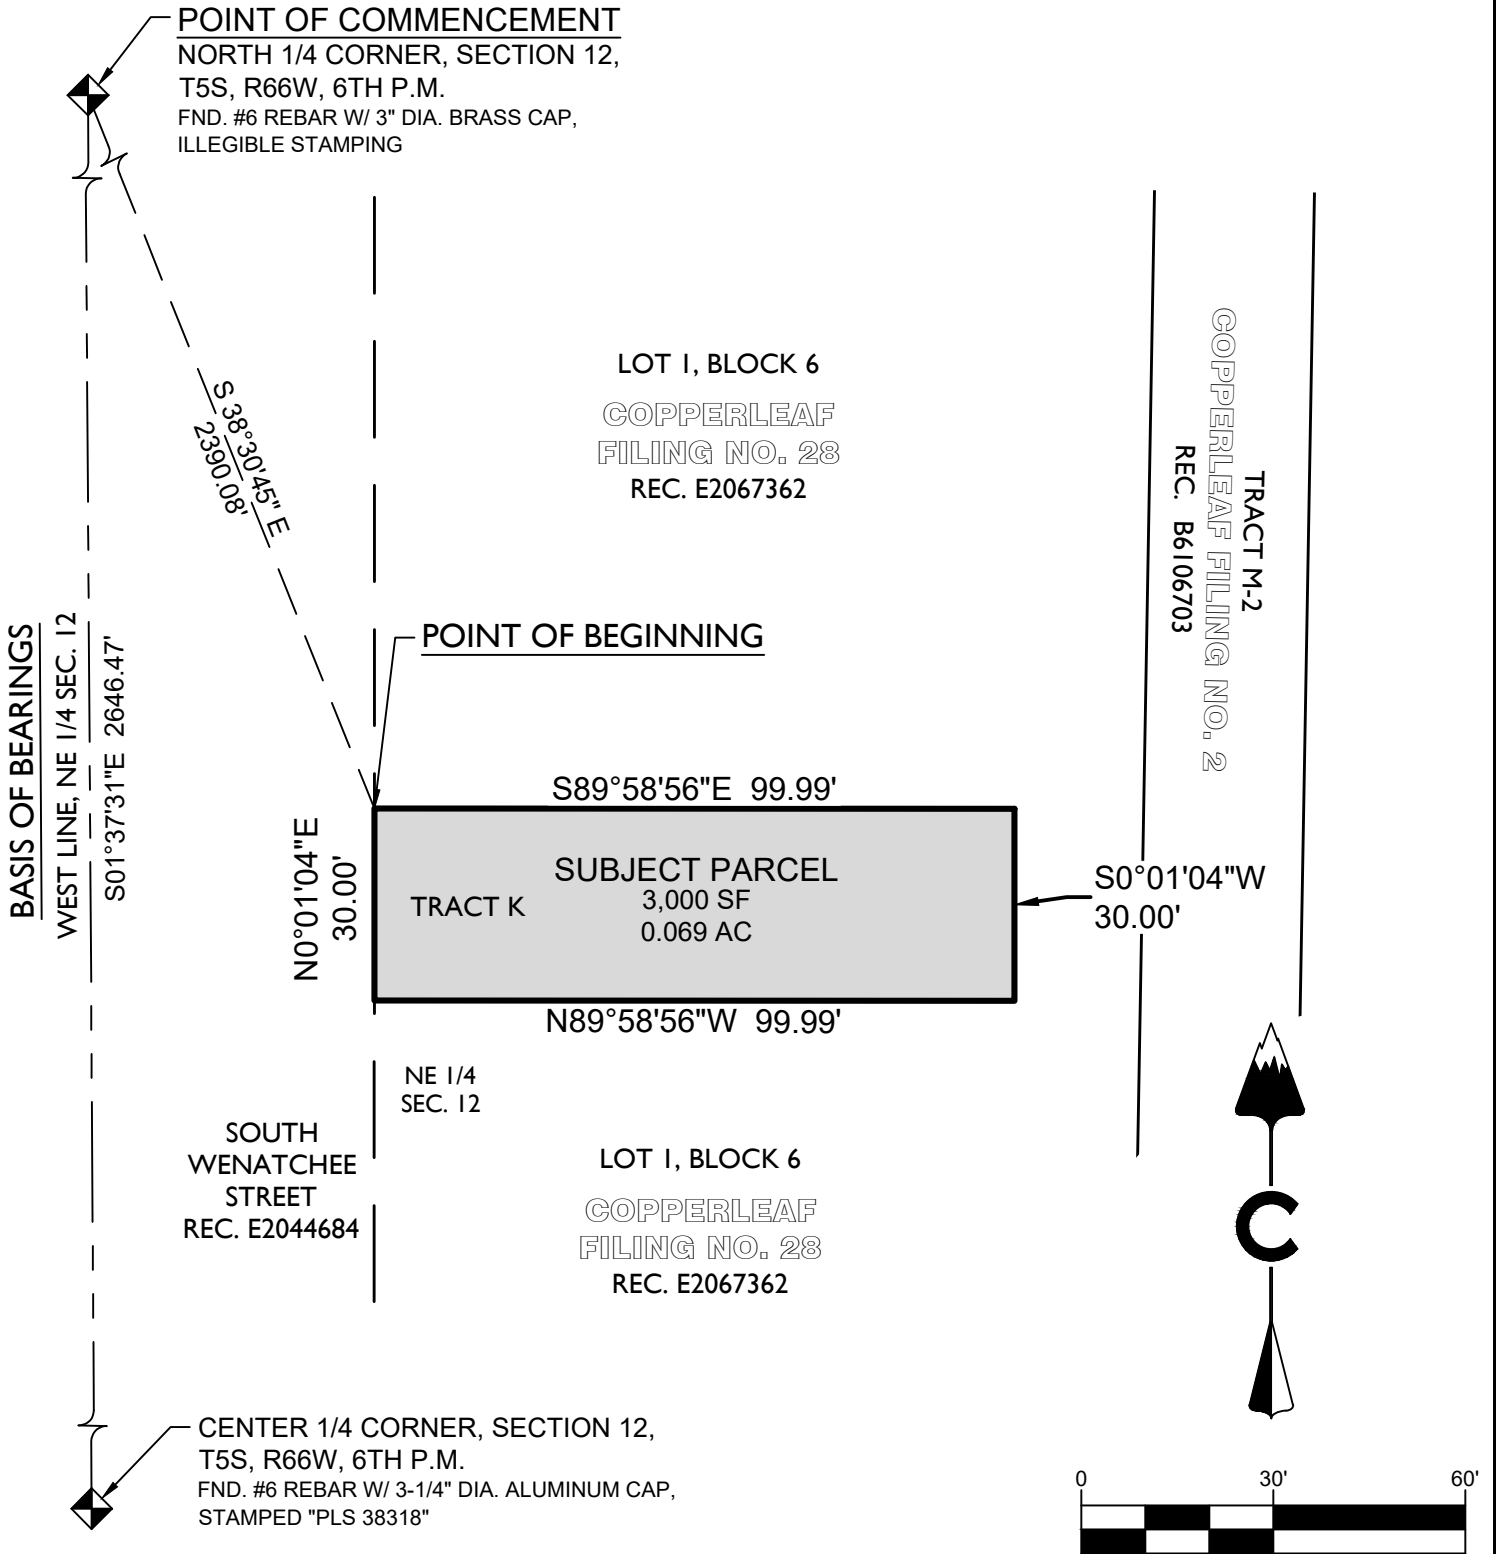 POINT OF COMMENCEMENT
NORTH 1/4 CORNER, SECTION 12,
T5S, R66W, 6TH P.M.
FND. #6 REBAR W/ 3" DIA. BRASS CAP,
ILLEGIBLE STAMPING
S 38°30'45" E
2390.08'
LOT 1, BLOCK 6
COPPERLEAF
FILING NO. 28
REC. E2067362
TRACT M-2
COPPERLEAF FILING NO. 2
REC. B6106703
BASIS OF BEARINGS
WEST LINE, NE 1/4 SEC. 12
S01°37'31"E 2646.47'
POINT OF BEGINNING
S89°58'56"E 99.99'
N0°01'04"E
30.00'
SUBJECT PARCEL
3,000 SF
0.069 AC
TRACT K
S0°01'04"W
30.00'
N89°58'56"W 99.99'
NE 1/4
SEC. 12
SOUTH
WENATCHEE
STREET
REC. E2044684
LOT 1, BLOCK 6
COPPERLEAF
FILING NO. 28
REC. E2067362
C
CENTER 1/4 CORNER, SECTION 12,
T5S, R66W, 6TH P.M.
FND. #6 REBAR W/ 3-1/4" DIA. ALUMINUM CAP,
STAMPED "PLS 38318"
0 30' 60'